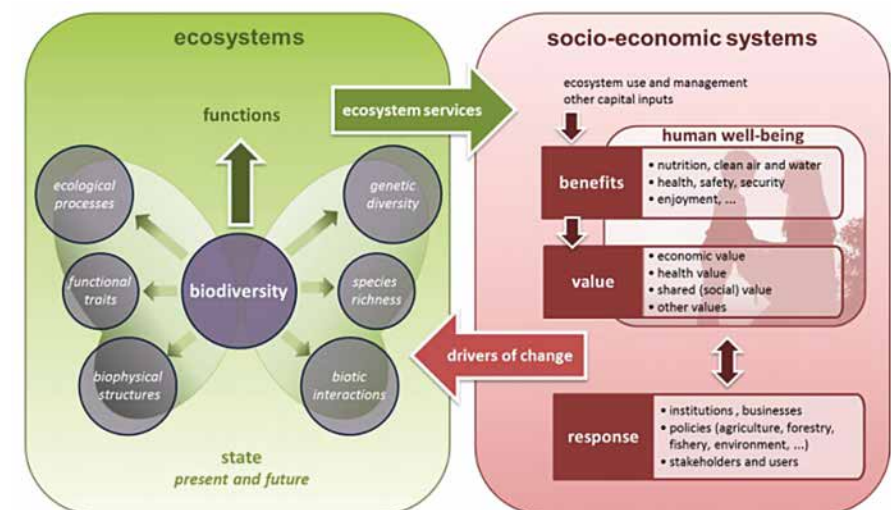 ecosystems
functions
ecological
processes
genetic
diversity
functional
traits
biodiversity
species
richness
biophysical
structures
biotic
interactions
state
present and future
ecosystem services
drivers of change
socio-economic systems
ecosystem use and management
other capital inputs
human well-being
benefits
• nutrition, clean air and water
• health, safety, security
• enjoyment, ...
value
• economic value
• health value
• shared (social) value
• other values
response
• institutions , businesses
• policies (agriculture, forestry,
fishery, environment, ...)
• stakeholders and users